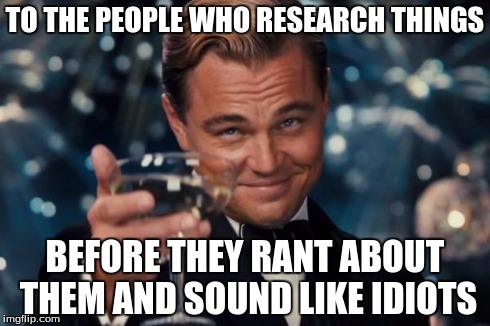 TO THE PEOPLE WHO RESEARCH THINGS
BEFORE THEY RANT ABOUT
THEM AND SOUND LIKE IDIOTS
imgflip.com